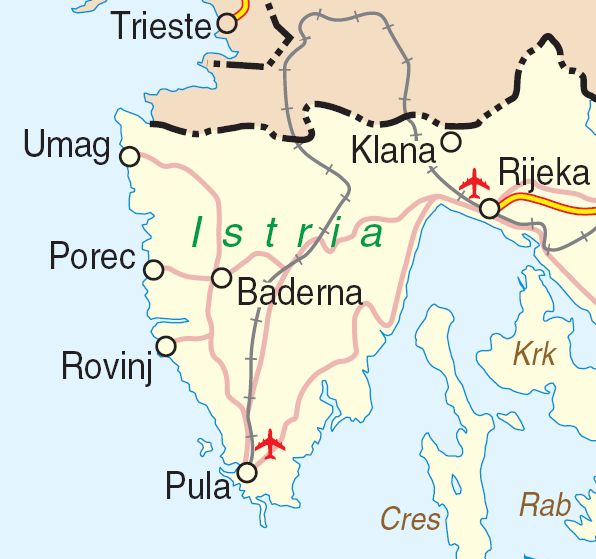 Trieste
Umag
Klana
Rijeka
Istria
Porec
Baderna
Rovinj
Krk
Pula
Cres
Rab